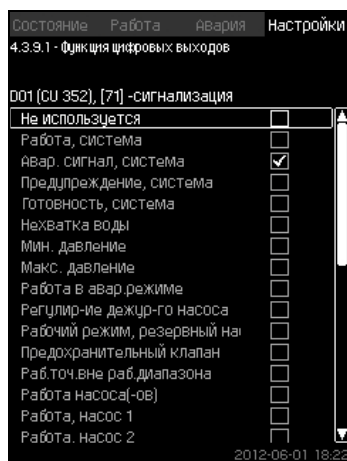 Состояние Работа Авария Настройки
4.3.9.1 - Функция цифровых выходов
DO1 (CU 352), [71] -сигнализация
Не используется
Работа, система
Авар. сигнал, система
Предупреждение, система
Готовность, система
Нехватка воды
Мин. давление
Макс. давление
Работа в авар.режиме
Регулир-ие дежур-го насоса
Рабочий режим, резервный на
Предохранительный клапан
Раб.точ.вне раб.диапазона
Работа насоса(-ов)
Работа, насос 1
Работа. насос 2
2012-06-01 18:22